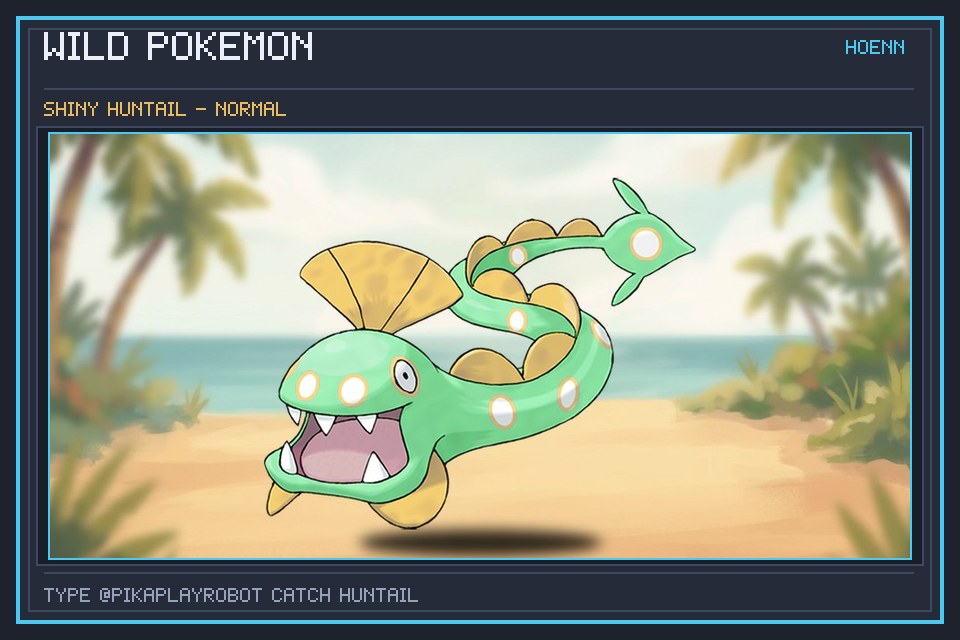 WILD POKEMON
HOENN
SHINY HUNTAIL - NORMAL
TYPE @PIKAPLAYROBOT CATCH HUNTAIL